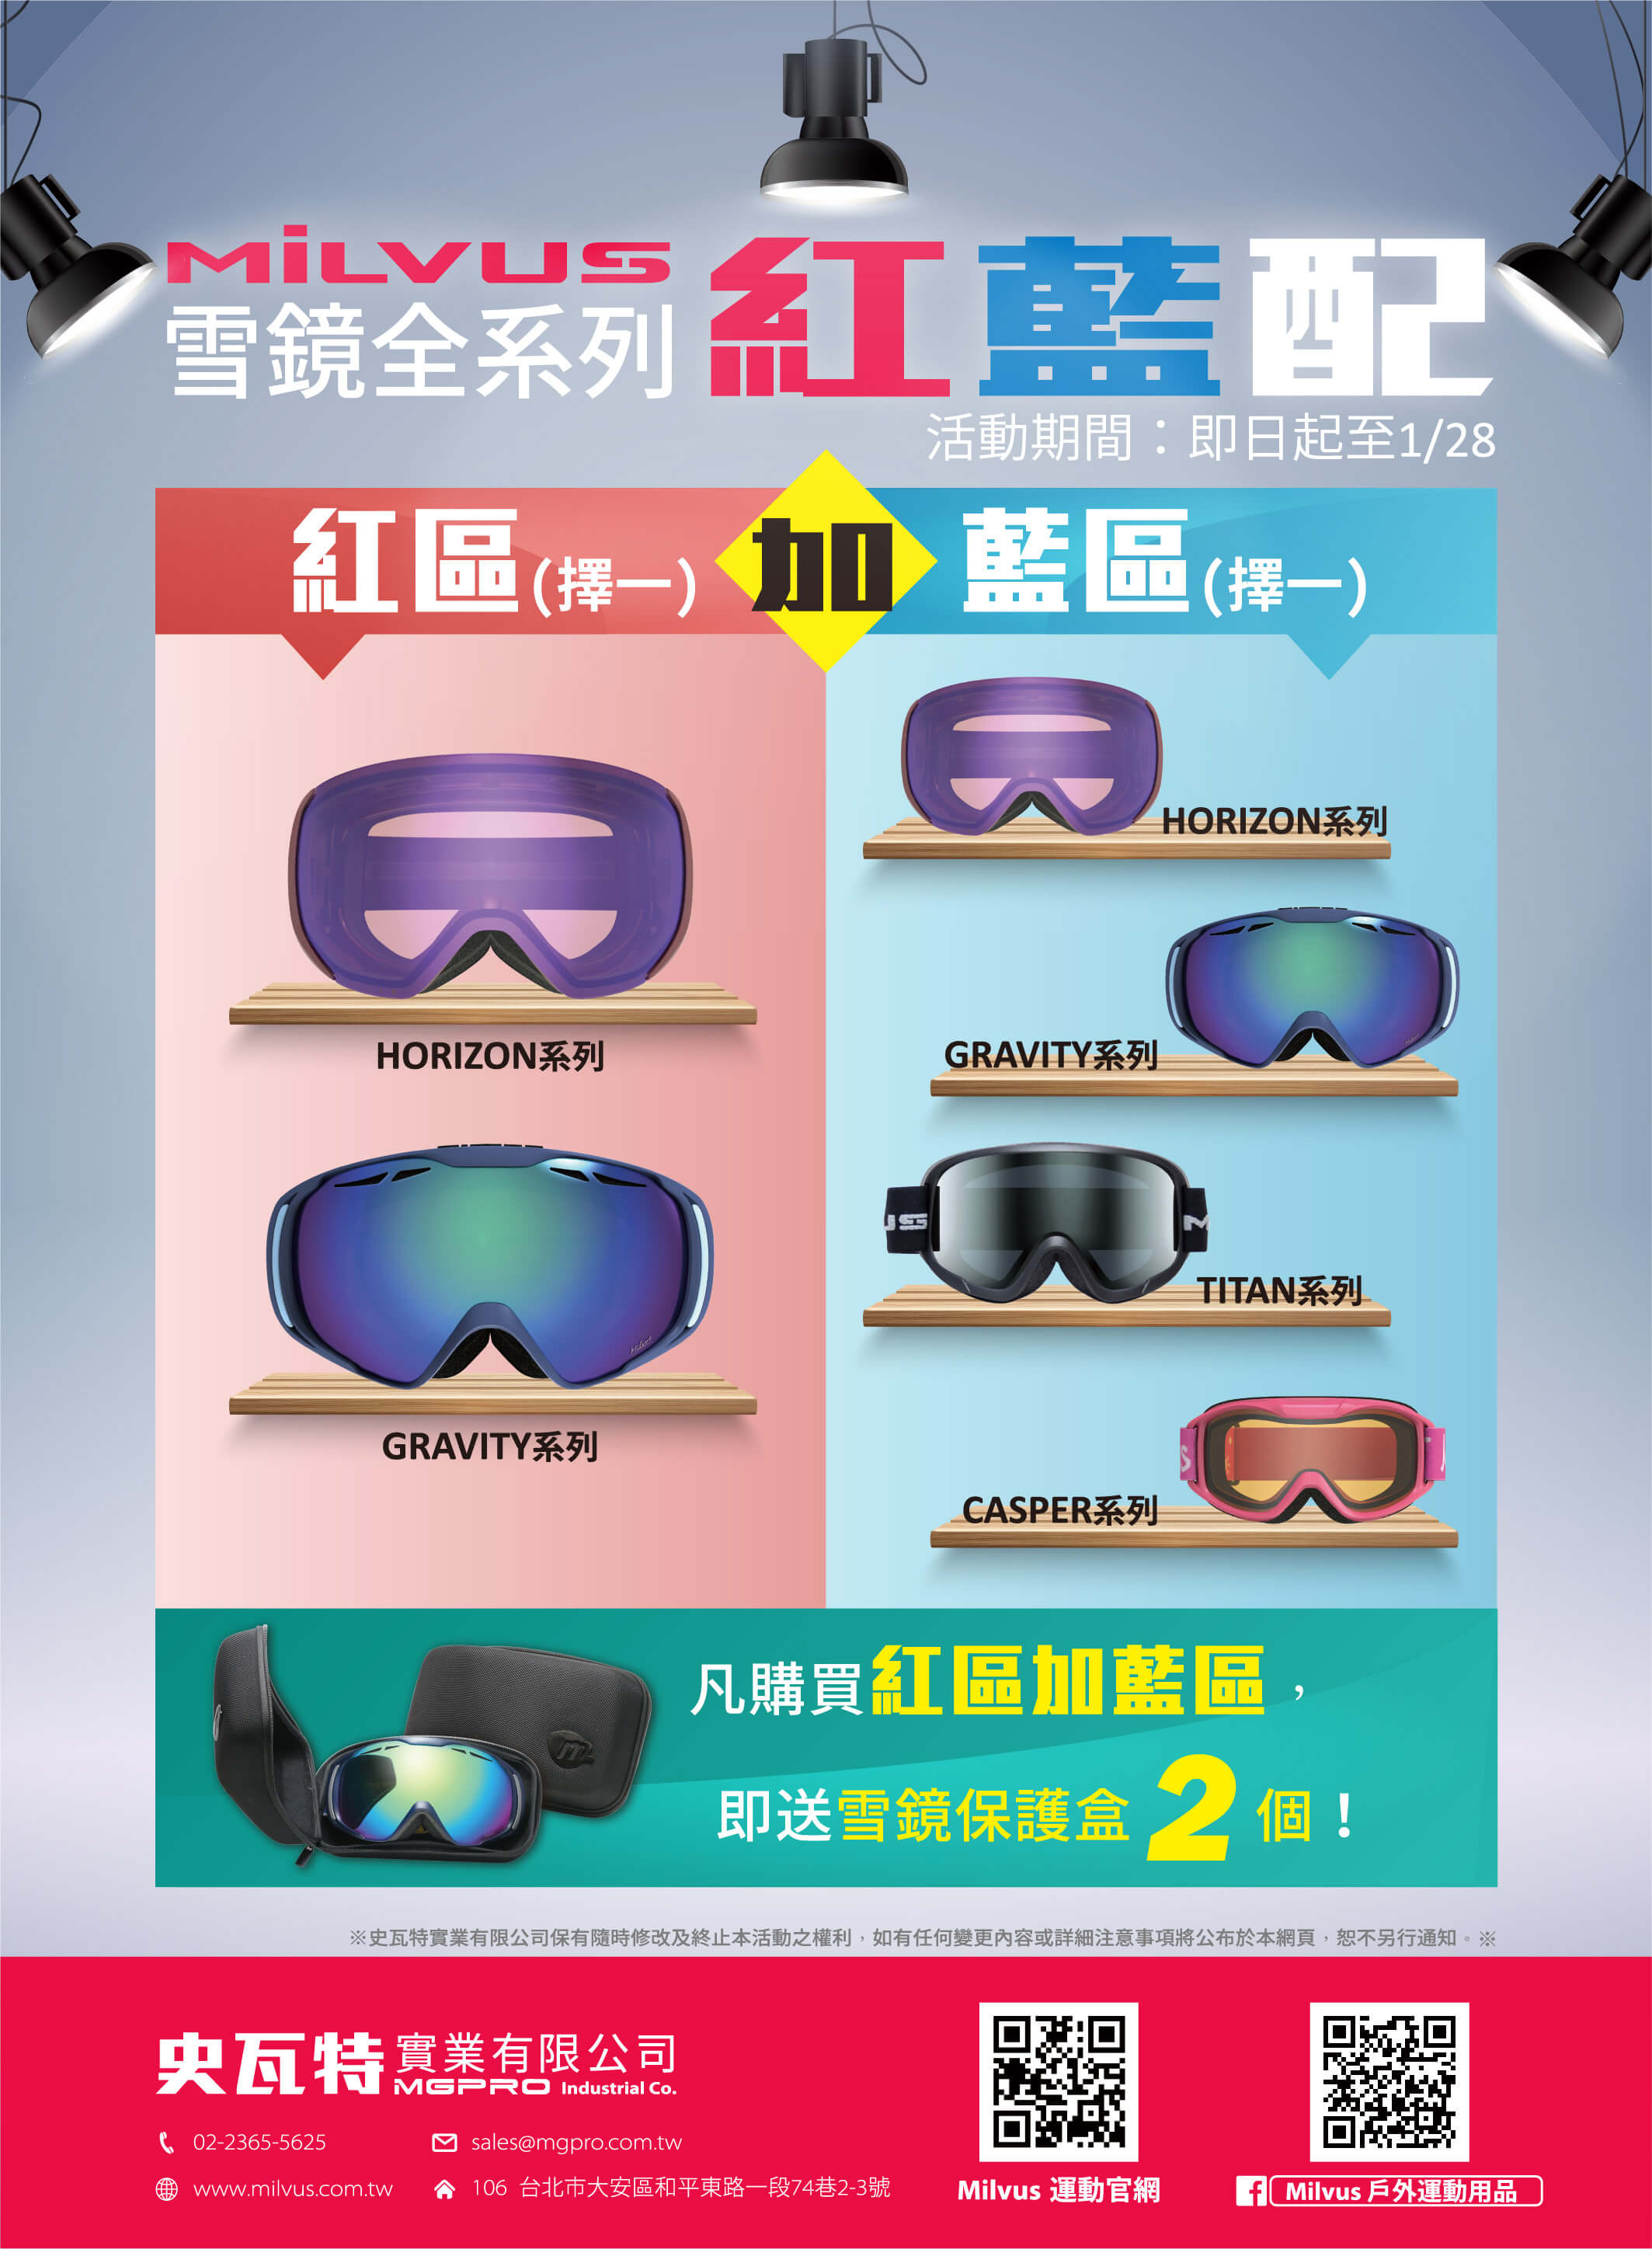 MiLVUS
雪鏡全系列
紅藍配
活動期間：即日起至1/28
紅區(擇一)
加
藍區(擇一)
HORIZON系列
GRAVITY系列
HORIZON系列
GRAVITY系列
US M
TITAN系列
S
CASPER系列
凡購買紅區加藍區，
即送雪鏡保護盒2個！
※史瓦特實業有限公司保有隨時修改及終止本活動之權利，如有任何變更內容或詳細注意事項將公布於本網頁，恕不另行通知。※
史瓦特實業有限公司
MGPRO Industrial Co.
02-2365-5625
sales@mgpro.com.tw
www.milvus.com.tw
106 台北市大安區和平東路一段74巷2-3號
Milvus 運動官網
f Milvus 戶外運動用品